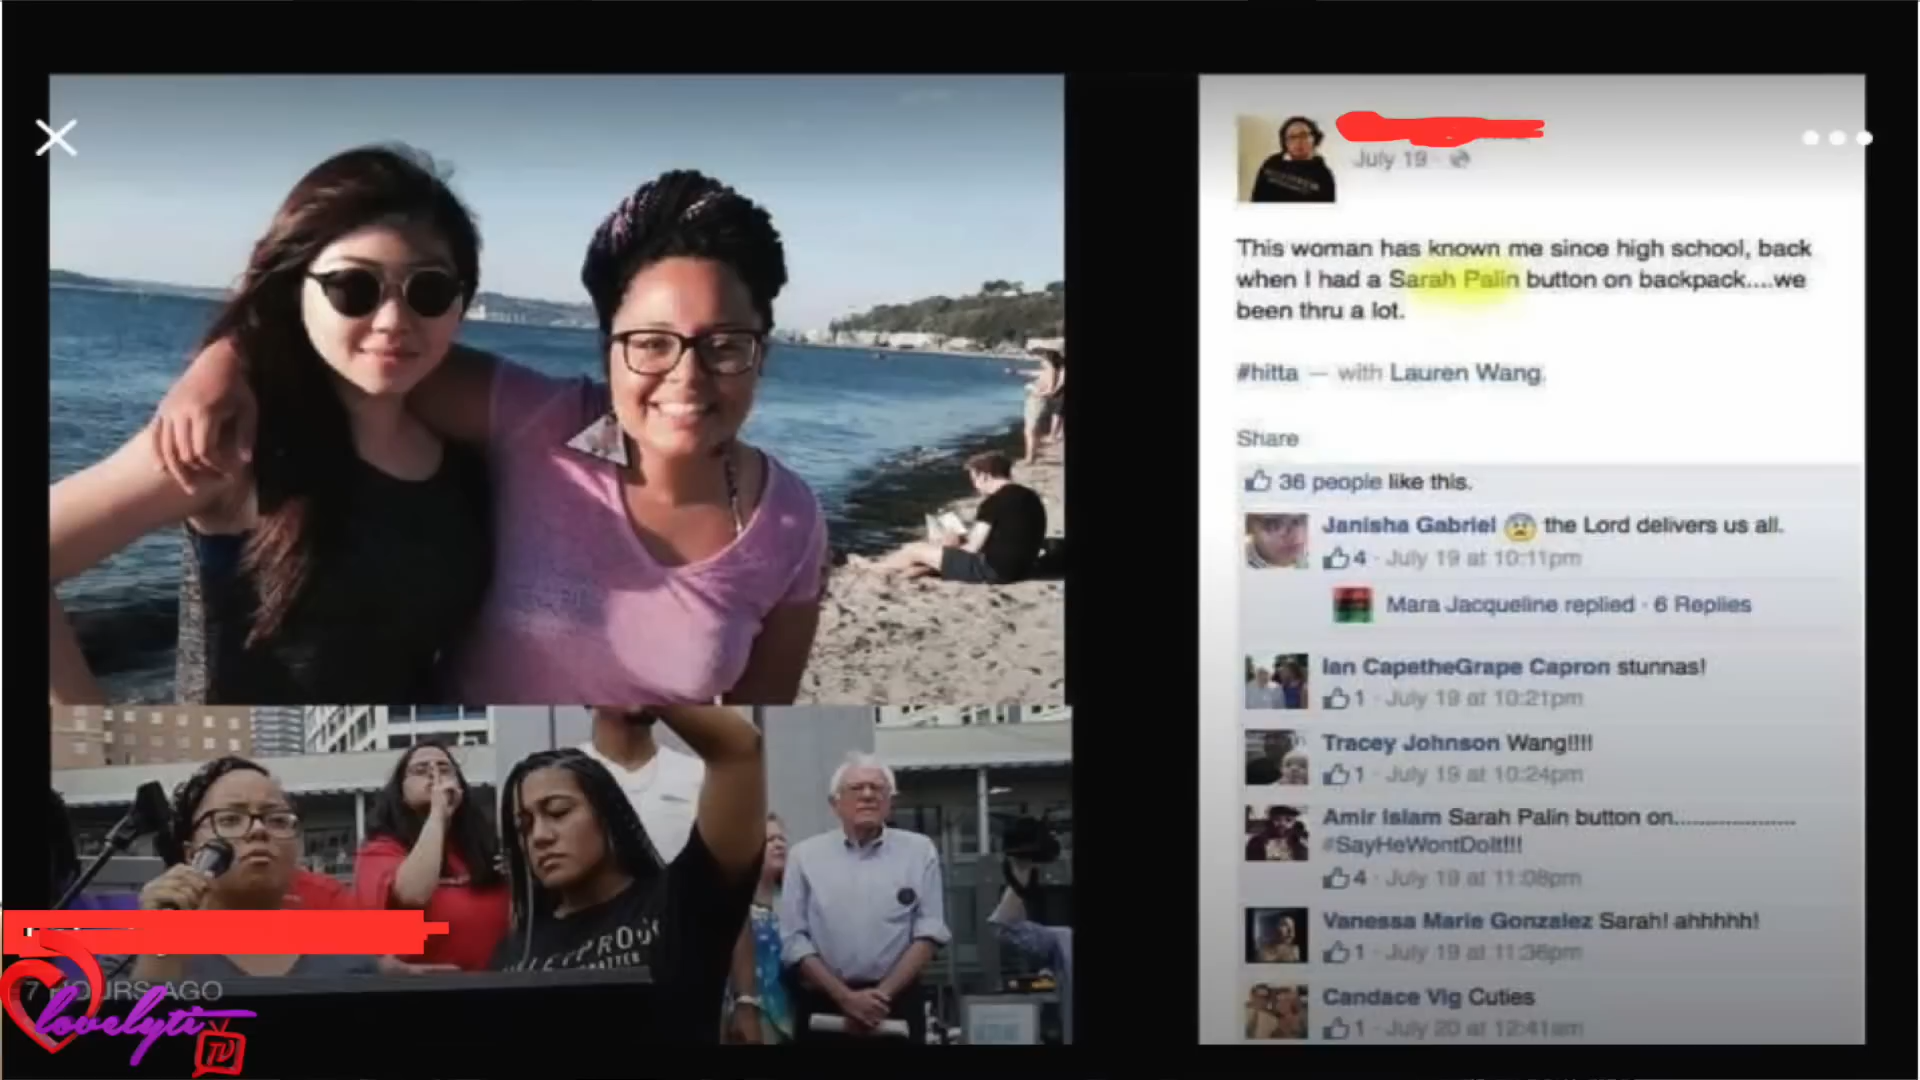 July 19
This woman has known me since high school, back
when I had a Sarah Palin button on backpack....we
been thru a lot.
#hitta — with Lauren Wang.
Share
36 people like this.
Janisha Gabriel the Lord delivers us all.
4 · July 19 at 10:11pm
Mara Jacqueline replied · 6 Replies
Ian CapetheGrape Capron stunnas!
1 · July 19 at 10:21pm
Tracey Johnson Wang!!!!
1 · July 19 at 10:24pm
Amir Islam Sarah Palin button on....................
#SayHeWontDoIt!!!
4 · July 19 at 11:08pm
Vanessa Marie Gonzalez Sarah! ahhhhh!
1 · July 19 at 11:36pm
Candace Vig Cuties
1 · July 20 at 12:41am
7 HOURS AGO
lovelyti
TV